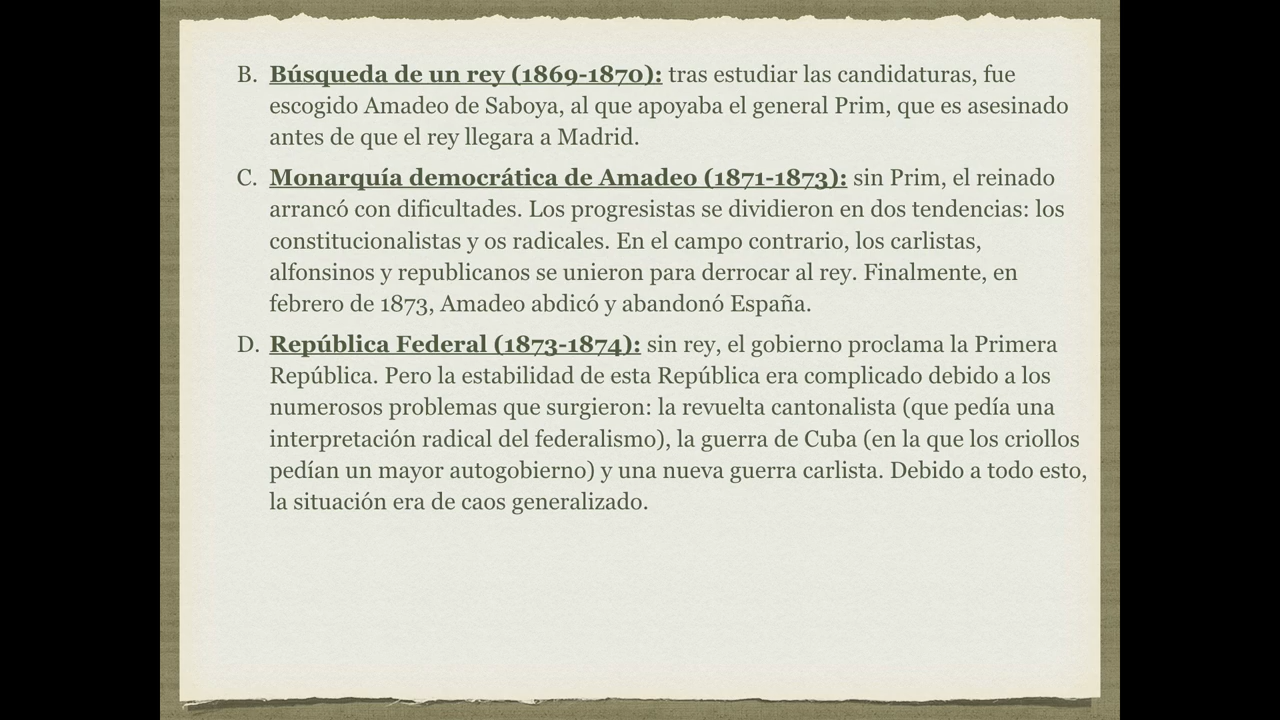 B. Búsqueda de un rey (1869-1870): tras estudiar las candidaturas, fue
escogido Amadeo de Saboya, al que apoyaba el general Prim, que es asesinado
antes de que el rey llegara a Madrid.
C. Monarquía democrática de Amadeo (1871-1873): sin Prim, el reinado
arrancó con dificultades. Los progresistas se dividieron en dos tendencias: los
constitucionalistas y os radicales. En el campo contrario, los carlistas,
alfonsinos y republicanos se unieron para derrocar al rey. Finalmente, en
febrero de 1873, Amadeo abdicó y abandonó España.
D. República Federal (1873-1874): sin rey, el gobierno proclama la Primera
República. Pero la estabilidad de esta República era complicado debido a los
numerosos problemas que surgieron: la revuelta cantonalista (que pedía una
interpretación radical del federalismo), la guerra de Cuba (en la que los criollos
pedían un mayor autogobierno) y una nueva guerra carlista. Debido a todo esto,
la situación era de caos generalizado.